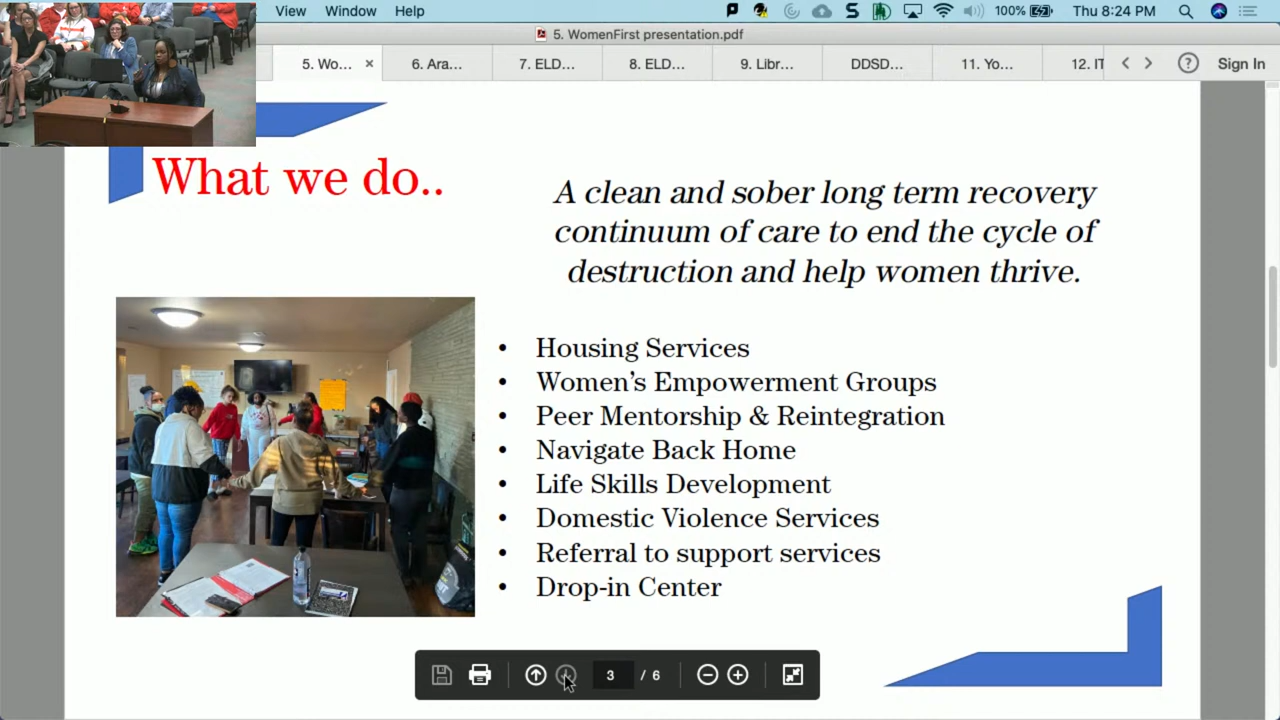 View Window Help
100% Thu 8:24 PM
5. WomenFirst presentation.pdf
5. Wo... × 6. Ara... 7. ELD... 8. ELD... 9. Libr... DDSD... 11. Yo... 12. IT Sign In
What we do..
A clean and sober long term recovery
continuum of care to end the cycle of
destruction and help women thrive.
• Housing Services
• Women's Empowerment Groups
• Peer Mentorship & Reintegration
• Navigate Back Home
• Life Skills Development
• Domestic Violence Services
• Referral to support services
• Drop-in Center
3 / 6